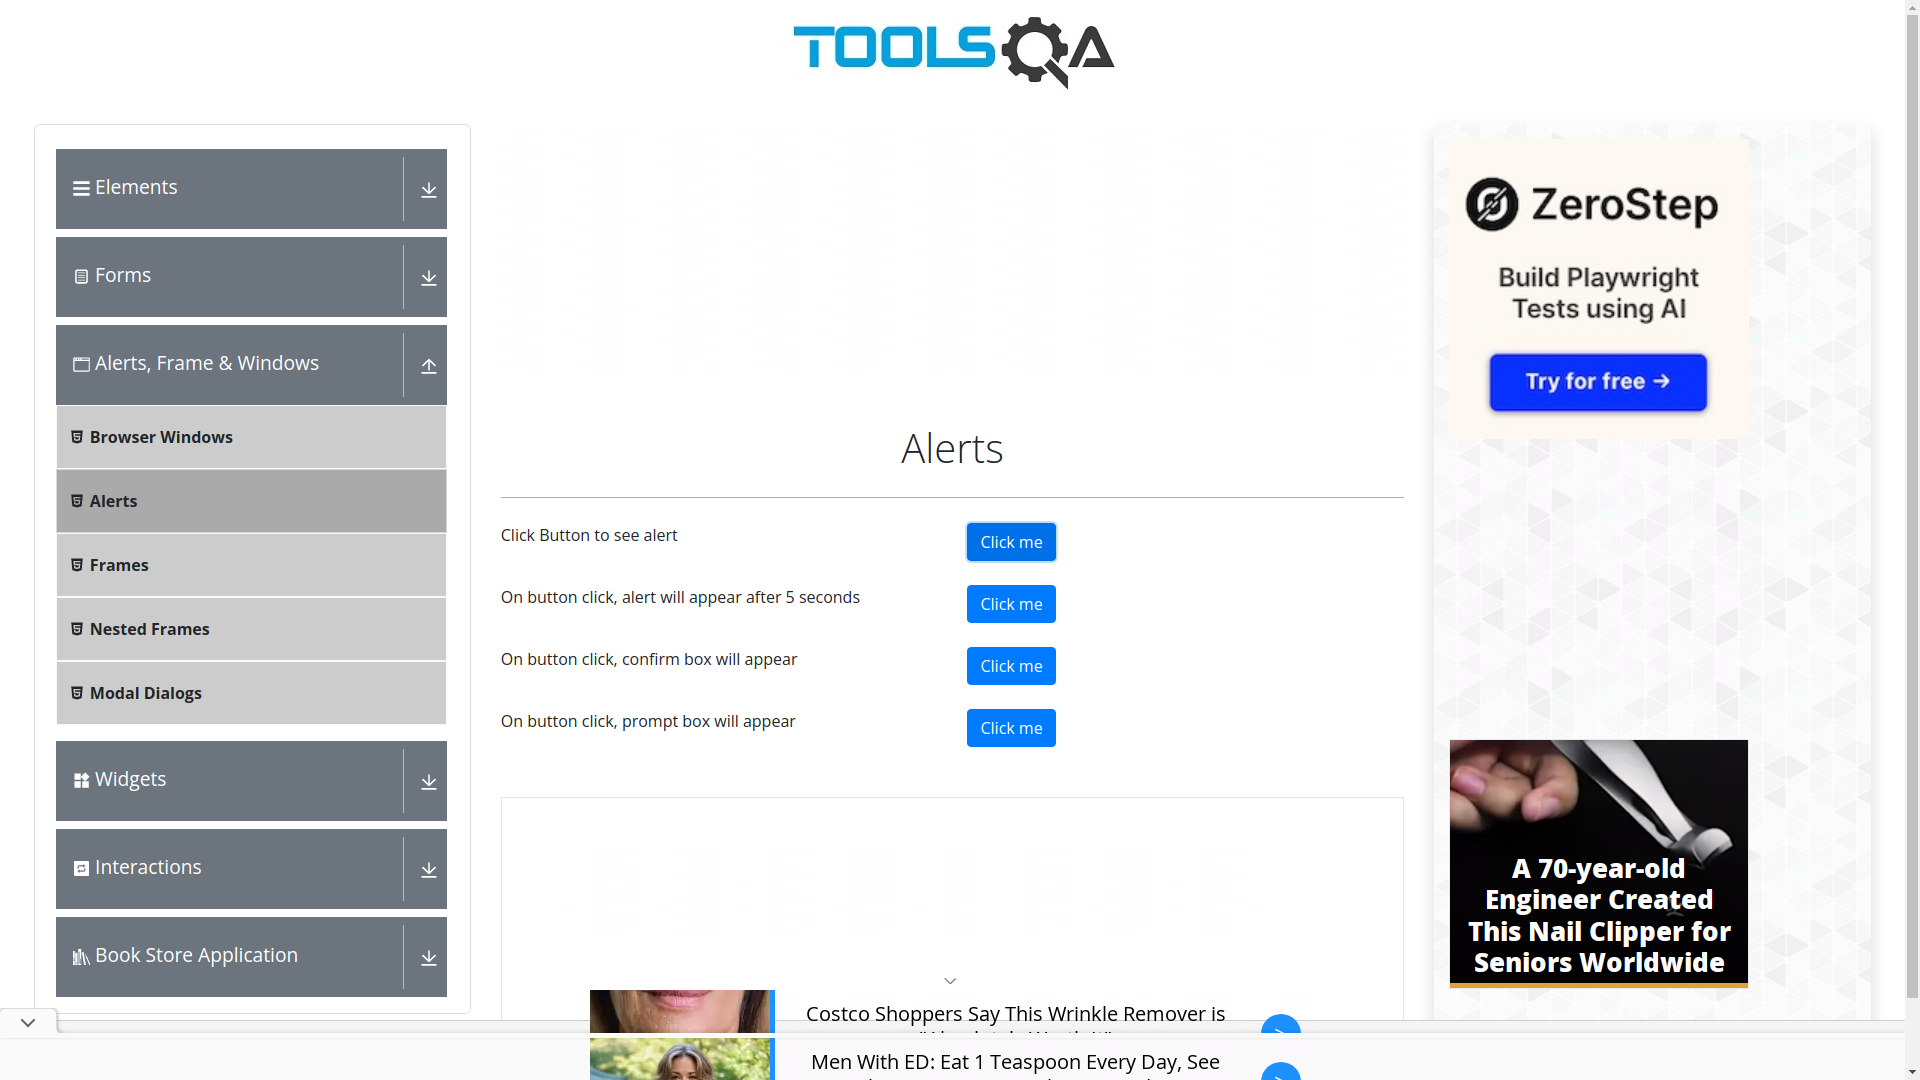 TOOLSQA
Elements
Forms
Alerts, Frame & Windows
Browser Windows
Alerts
Frames
Nested Frames
Modal Dialogs
Widgets
Interactions
Book Store Application
Alerts
Click Button to see alert
Click me
On button click, alert will appear after 5 seconds
Click me
On button click, confirm box will appear
Click me
On button click, prompt box will appear
Click me
ZeroStep
Build Playwright
Tests using AI
Try for free →
A 70-year-old
Engineer Created
This Nail Clipper for
Seniors Worldwide
Costco Shoppers Say This Wrinkle Remover is
Men With ED: Eat 1 Teaspoon Every Day, See